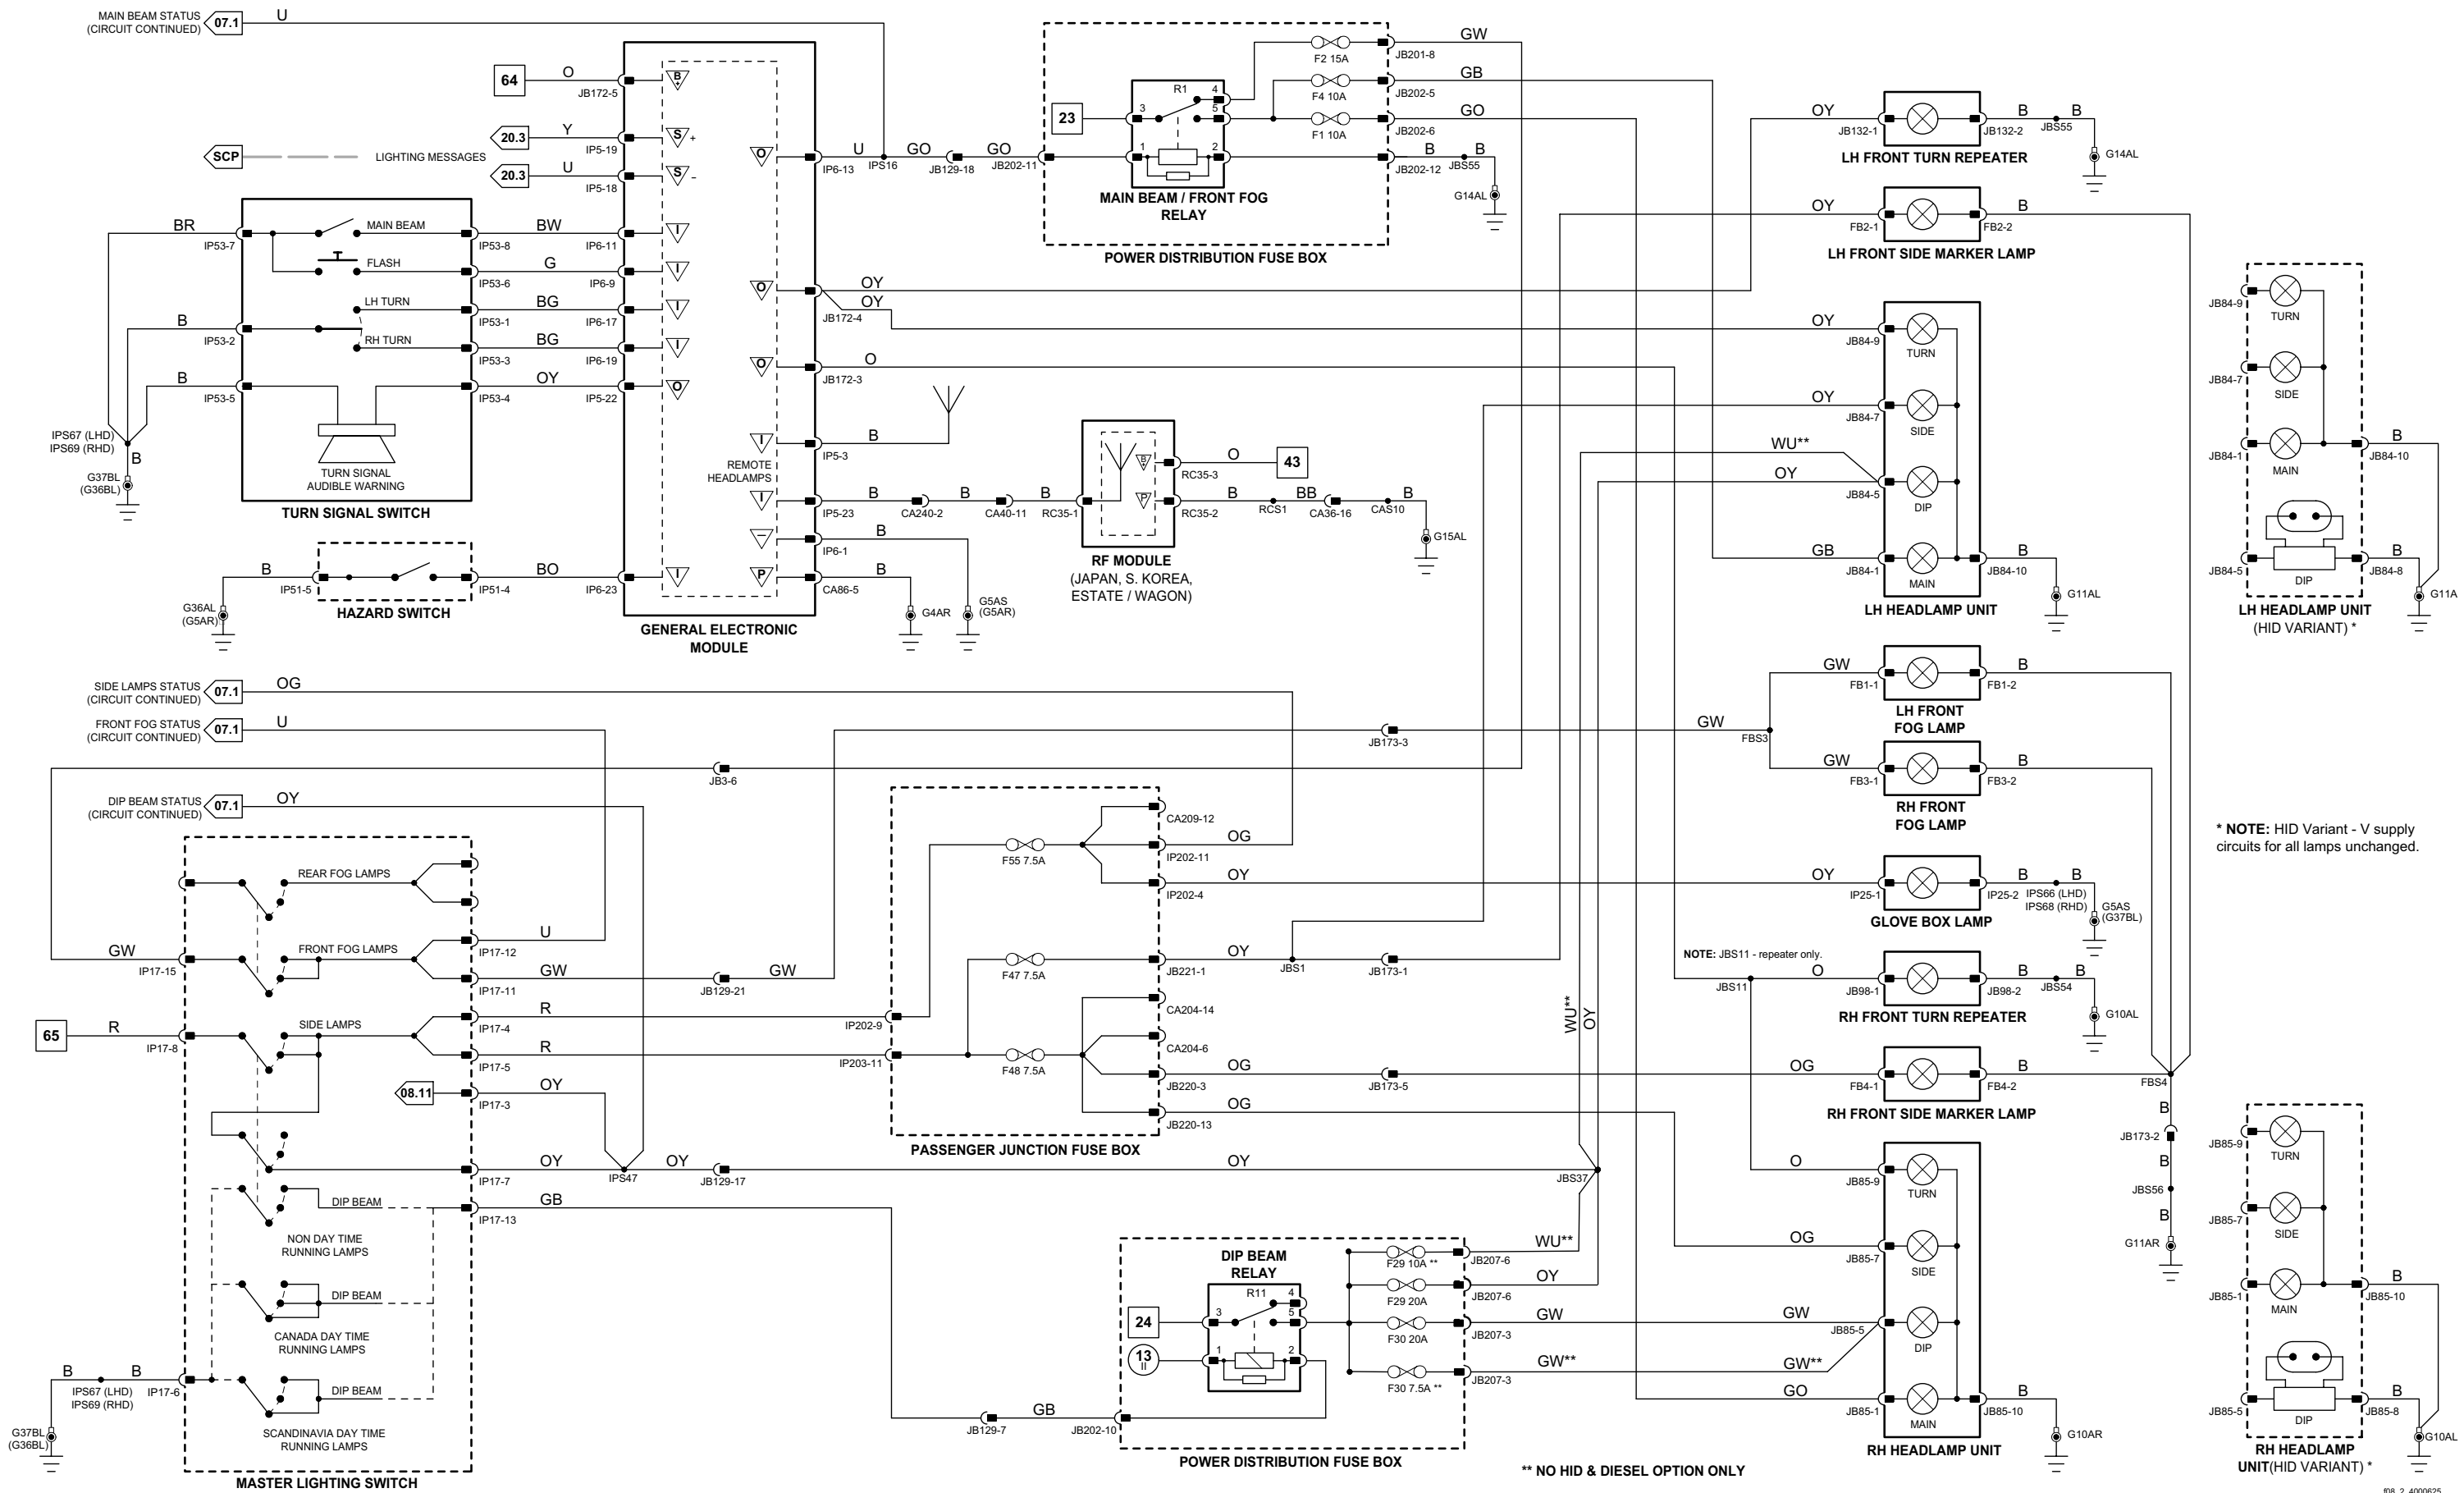 MAIN BEAM STATUS
(CIRCUIT CONTINUED)
07.1
U
64
O
JB172-5
B
+
20.3
Y
IP5-19
S
+
SCP
LIGHTING MESSAGES
20.3
U
IP5-18
S
–
BR
IP53-7
MAIN BEAM
IP53-8
BW
IP6-11
I
FLASH
IP53-6
G
IP6-9
I
LH TURN
IP53-1
BG
IP6-17
I
B
IP53-2
RH TURN
IP53-3
BG
IP6-19
I
B
IP53-5
IP53-4
OY
IP5-22
O
IPS67 (LHD)
IPS69 (RHD)
B
G37BL
(G36BL)
TURN SIGNAL
AUDIBLE WARNING
TURN SIGNAL SWITCH
B
IP51-5
IP51-4
BO
IP6-23
I
G36AL
(G5AR)
HAZARD SWITCH
GENERAL ELECTRONIC
MODULE
O
IP6-13
U
IPS16
GO
JB129-18
GO
JB202-11
O
JB172-4
OY
OY
O
JB172-3
O
I
IP5-3
B
REMOTE
HEADLAMPS
I
IP5-23
B
CA240-2
B
CA40-11
B
RC35-1
–
IP6-1
B
P
CA86-5
B
G4AR
G5AS
(G5AR)
23
R1
3
4
5
1
2
MAIN BEAM / FRONT FOG
RELAY
F2 15A
F4 10A
F1 10A
JB201-8
GW
JB202-5
GB
JB202-6
GO
JB202-12
B
JBS55
B
G14AL
POWER DISTRIBUTION FUSE BOX
B
+
RC35-3
O
43
P
RC35-2
B
RCS1
BB
CA36-16
CAS10
B
G15AL
RF MODULE
(JAPAN, S. KOREA,
ESTATE / WAGON)
OY
JB132-1
JB132-2
B
JBS55
B
G14AL
LH FRONT TURN REPEATER
OY
FB2-1
FB2-2
B
LH FRONT SIDE MARKER LAMP
OY
JB84-9
TURN
OY
JB84-7
SIDE
WU**
OY
JB84-5
DIP
GB
JB84-1
MAIN
JB84-10
B
G11AL
LH HEADLAMP UNIT
JB84-9
TURN
JB84-7
SIDE
JB84-1
MAIN
JB84-10
B
JB84-5
DIP
JB84-8
B
G11A
LH HEADLAMP UNIT
(HID VARIANT) *
SIDE LAMPS STATUS
(CIRCUIT CONTINUED)
07.1
OG
FRONT FOG STATUS
(CIRCUIT CONTINUED)
07.1
U
JB3-6
DIP BEAM STATUS
(CIRCUIT CONTINUED)
07.1
OY
JB173-3
GW
FBS3
GW
FB1-1
FB1-2
B
LH FRONT
FOG LAMP
GW
FB3-1
FB3-2
B
RH FRONT
FOG LAMP
* NOTE: HID Variant - V supply
circuits for all lamps unchanged.
REAR FOG LAMPS
GW
IP17-15
FRONT FOG LAMPS
IP17-12
U
IP17-11
GW
JB129-21
GW
65
R
IP17-8
SIDE LAMPS
IP17-4
R
IP202-9
IP17-5
R
IP203-11
08.11
IP17-3
OY
IP17-7
OY
IPS47
OY
JB129-17
OY
JBS37
IP17-13
GB
DIP BEAM
NON DAY TIME
RUNNING LAMPS
DIP BEAM
CANADA DAY TIME
RUNNING LAMPS
DIP BEAM
SCANDINAVIA DAY TIME
RUNNING LAMPS
B
IPS67 (LHD)
IPS69 (RHD)
B
IP17-6
G37BL
(G36BL)
MASTER LIGHTING SWITCH
F55 7.5A
CA209-12
IP202-11
OG
IP202-4
OY
F47 7.5A
JB221-1
OY
JBS1
JB173-1
CA204-14
CA204-6
F48 7.5A
JB220-3
OG
JB173-5
JB220-13
OG
PASSENGER JUNCTION FUSE BOX
WU**
OY
OY
IP25-1
IP25-2
B
IPS66 (LHD)
IPS68 (RHD)
B
G5AS
(G37BL)
GLOVE BOX LAMP
NOTE: JBS11 - repeater only.
JBS11
O
JB98-1
JB98-2
B
JBS54
B
G10AL
RH FRONT TURN REPEATER
OG
FB4-1
FB4-2
B
FBS4
RH FRONT SIDE MARKER LAMP
B
JB173-2
B
JBS56
B
G11AR
O
JB85-9
TURN
OG
JB85-7
SIDE
GW
JB85-5
DIP
GW**
GO
JB85-1
MAIN
JB85-10
B
G10AR
RH HEADLAMP UNIT
JB85-9
TURN
JB85-7
SIDE
JB85-1
MAIN
JB85-10
B
JB85-5
DIP
JB85-8
B
G10AL
RH HEADLAMP
UNIT(HID VARIANT) *
DIP BEAM
RELAY
R11
24
3
4
5
13
II
1
2
F29 10A **
JB207-6
WU**
F29 20A
JB207-6
OY
F30 20A
JB207-3
GW
F30 7.5A **
JB207-3
GW**
JB129-7
GB
JB202-10
POWER DISTRIBUTION FUSE BOX
** NO HID & DIESEL OPTION ONLY
f08_2_4000625